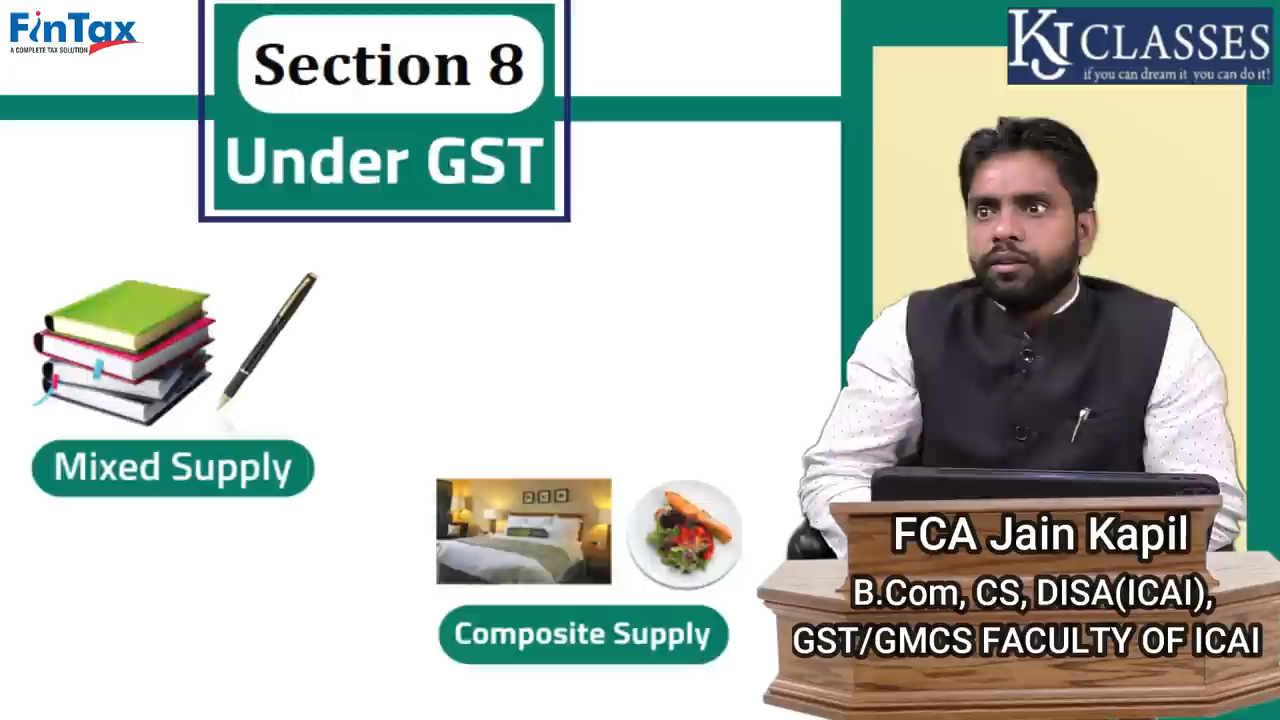 FinTax
A COMPLETE TAX SOLUTION
Section 8
Under GST
KJ CLASSES
if you can dream it you can do it!
Mixed Supply
Composite Supply
FCA Jain Kapil
B.Com, CS, DISA(ICAI),
GST/GMCS FACULTY OF ICAI